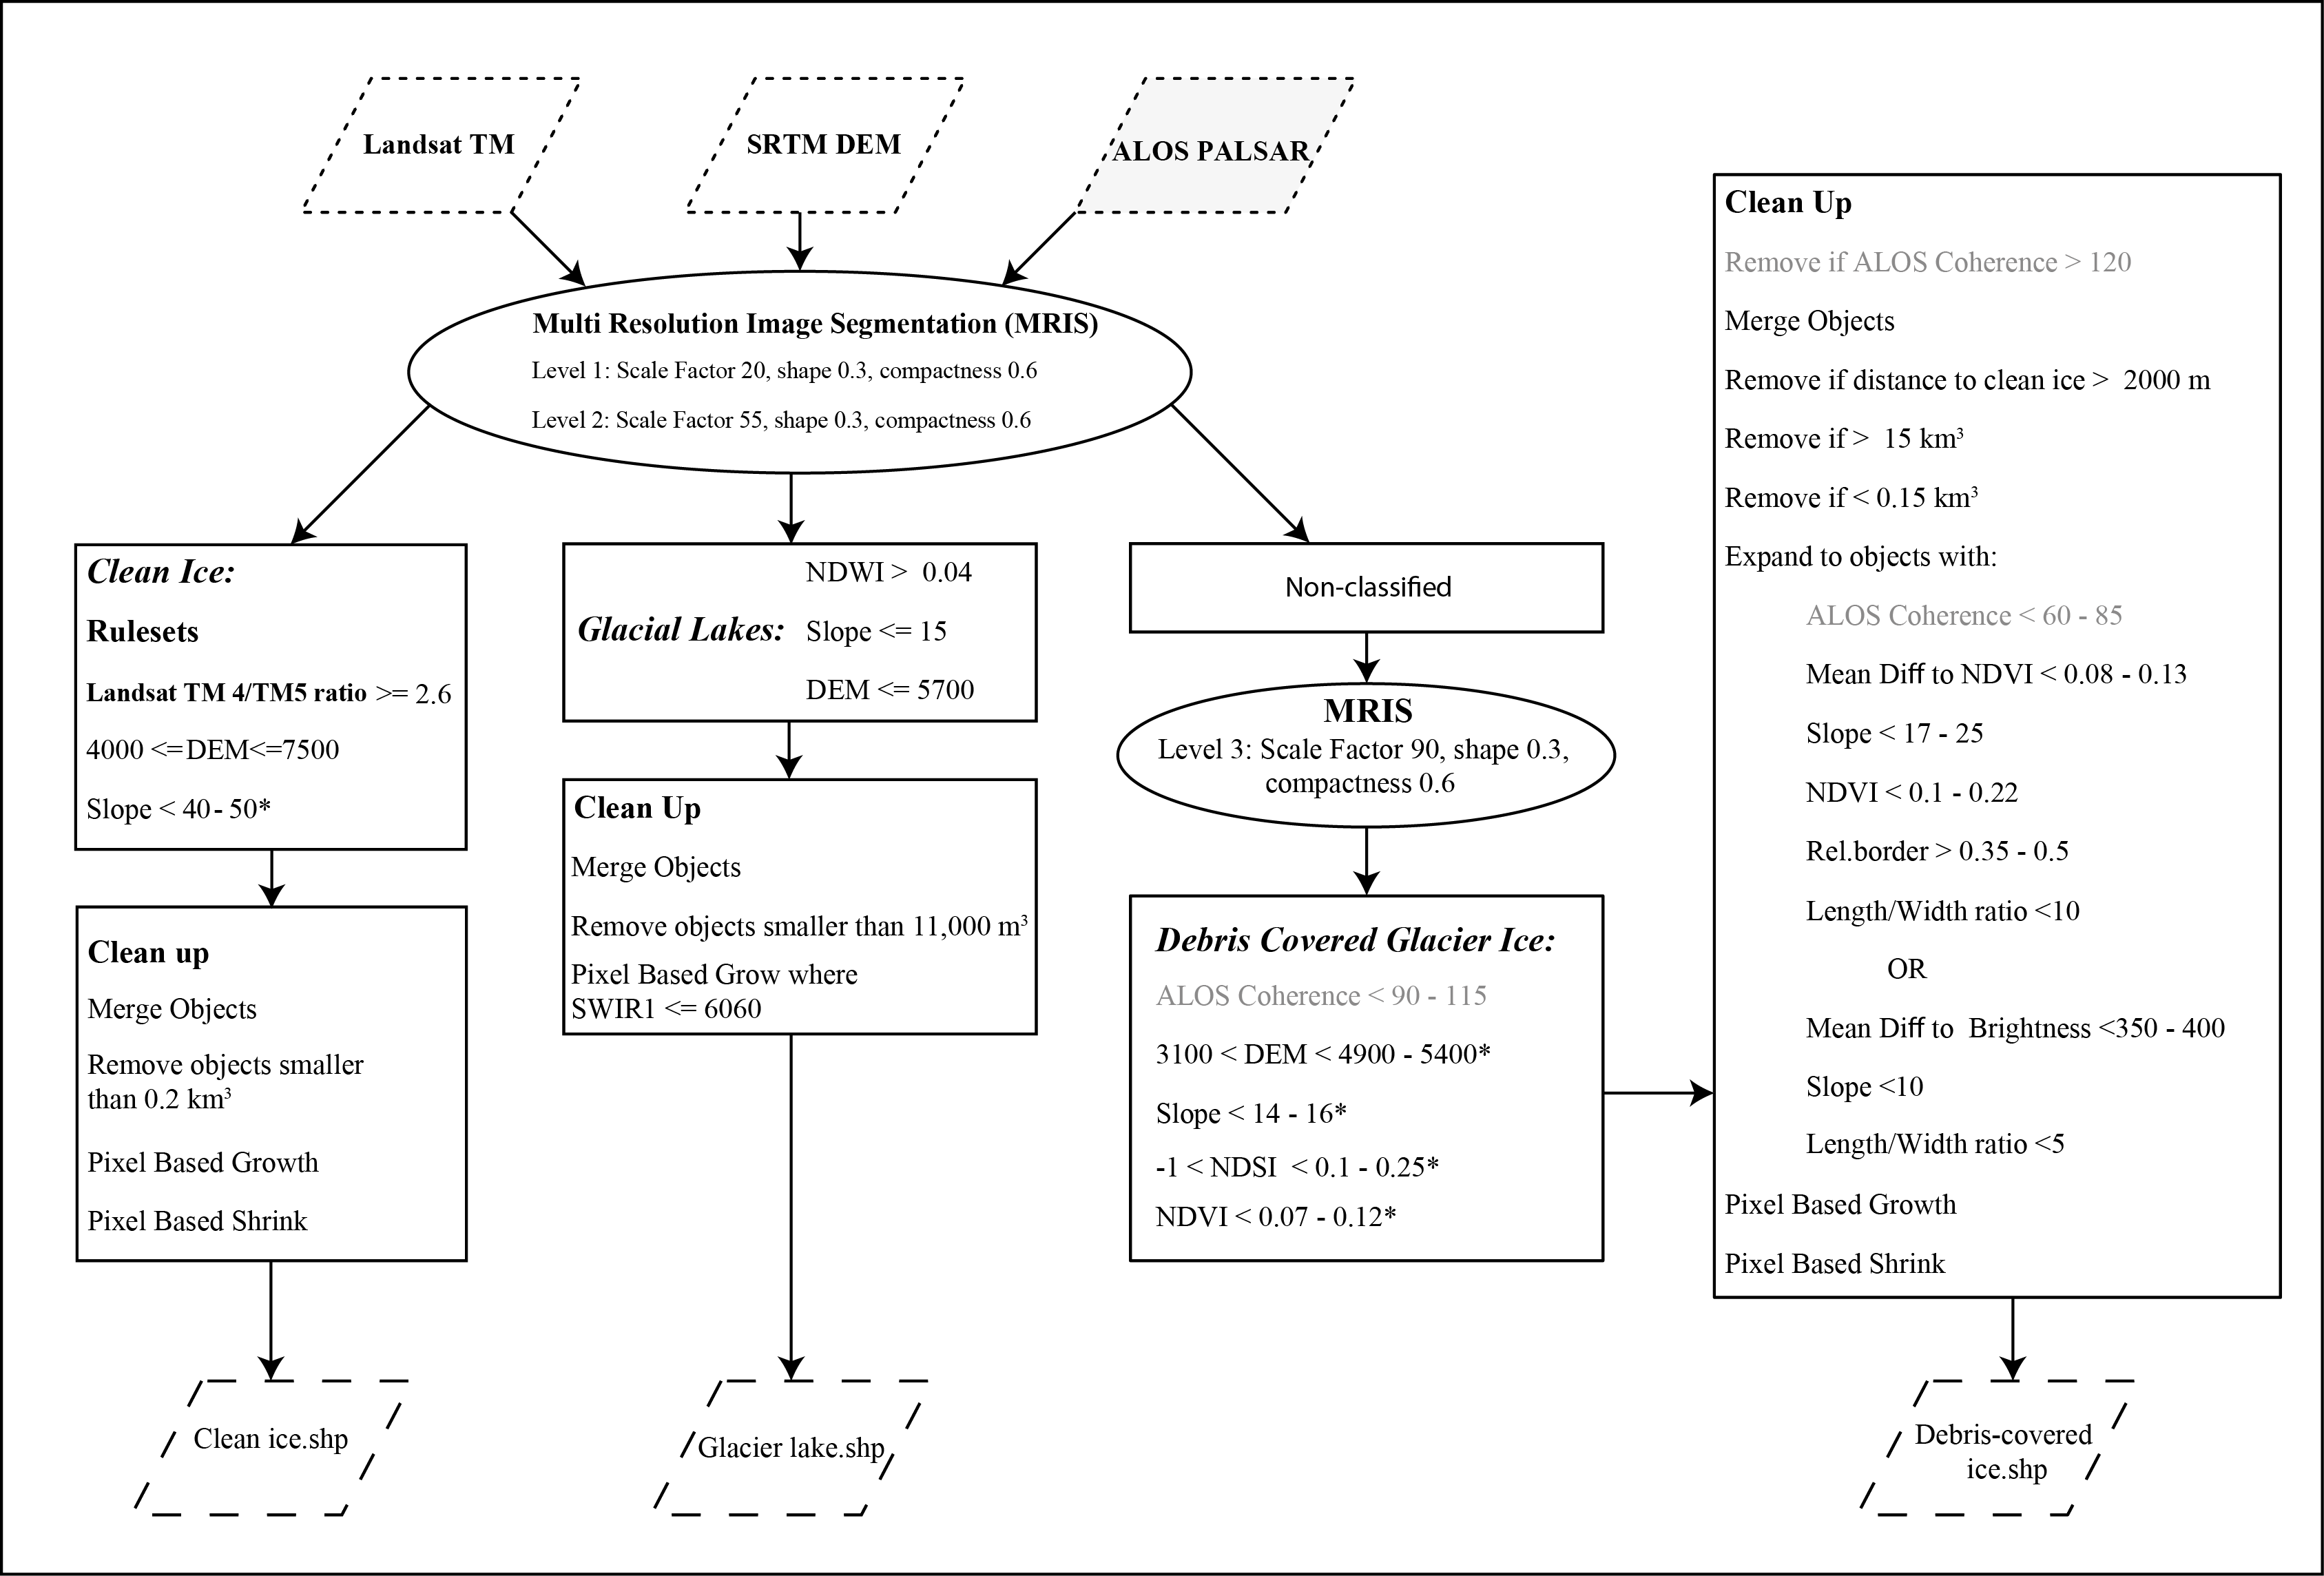 Landsat TM
SRTM DEM
ALOS PALSAR
Multi Resolution Image Segmentation (MRIS)
Level 1: Scale Factor 20, shape 0.3, compactness 0.6
Level 2: Scale Factor 55, shape 0.3, compactness 0.6
Clean Ice:
Rulesets
Landsat TM 4/TM5 ratio >= 2.6
4000 <=DEM<=7500
Slope < 40 - 50*
Clean up
Merge Objects
Remove objects smaller
than 0.2 km³
Pixel Based Growth
Pixel Based Shrink
Clean ice.shp
Glacial Lakes:
NDWI > 0.04
Slope <= 15
DEM <= 5700
Clean Up
Merge Objects
Remove objects smaller than 11,000 m³
Pixel Based Grow where
SWIR1 <= 6060
Glacier lake.shp
Non-classified
MRIS
Level 3: Scale Factor 90, shape 0.3,
compactness 0.6
Debris Covered Glacier Ice:
ALOS Coherence < 90 - 115
3100 < DEM < 4900 - 5400*
Slope < 14 - 16*
-1 < NDSI < 0.1 - 0.25*
NDVI < 0.07 - 0.12*
Clean Up
Remove if ALOS Coherence > 120
Merge Objects
Remove if distance to clean ice > 2000 m
Remove if > 15 km³
Remove if < 0.15 km³
Expand to objects with:
ALOS Coherence < 60 - 85
Mean Diff to NDVI < 0.08 - 0.13
Slope < 17 - 25
NDVI < 0.1 - 0.22
Rel.border > 0.35 - 0.5
Length/Width ratio <10
OR
Mean Diff to Brightness <350 - 400
Slope <10
Length/Width ratio <5
Pixel Based Growth
Pixel Based Shrink
Debris-covered
ice.shp